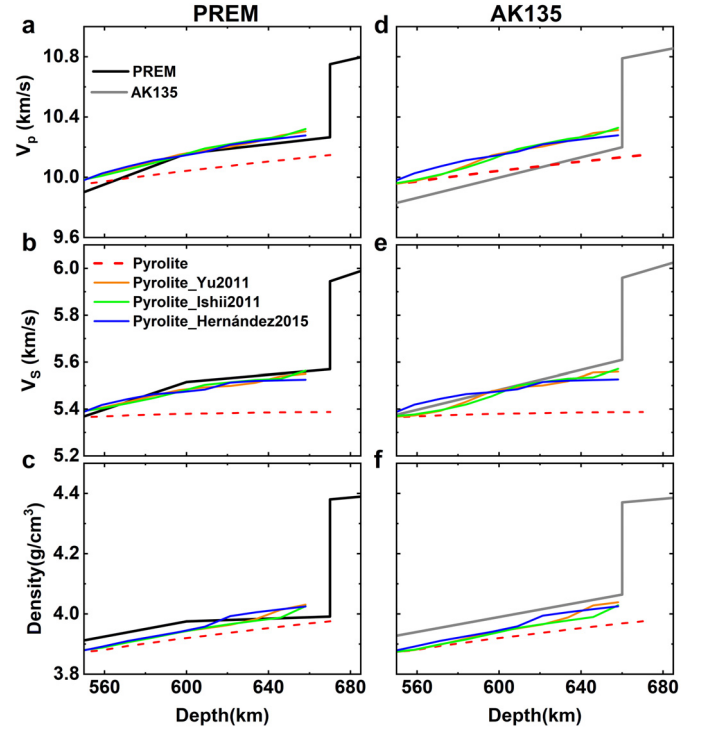 PREM
AK135
a
d
10.8
10.4
10.0
9.6
Vp (km/s)
PREM
AK135
b
e
6.0
5.8
5.6
5.4
5.2
VS (km/s)
Pyrolite
Pyrolite_Yu2011
Pyrolite_Ishii2011
Pyrolite_Hernández2015
c
f
4.4
4.2
4.0
3.8
Density(g/cm³)
560 600 640 680
560 600 640 680
Depth(km)
Depth(km)